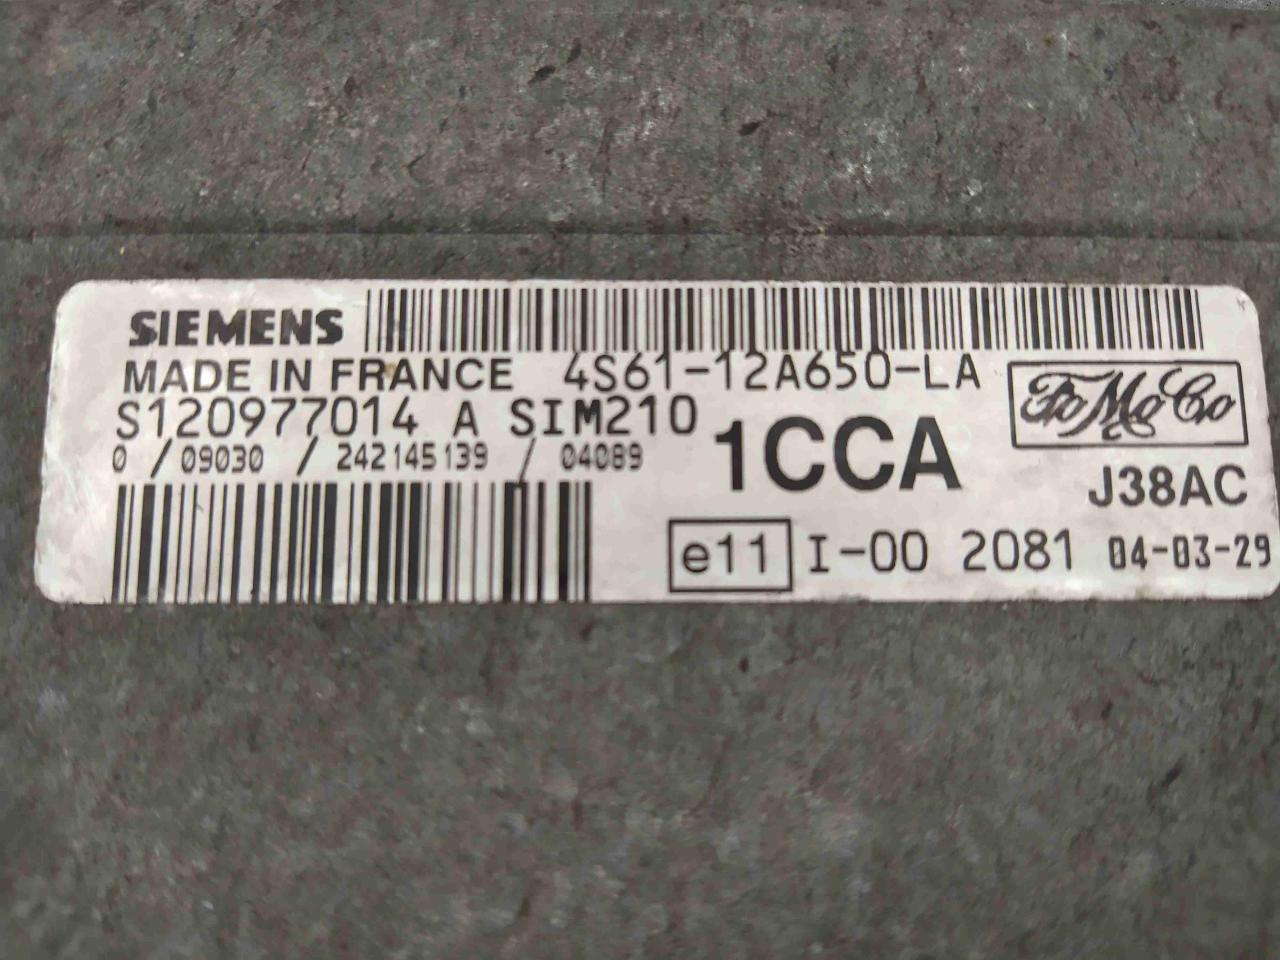 SIEMENS
MADE IN FRANCE 4S61-12A650-LA
S120977014 A SIM210
0 / 09030 / 242145139 / 04089
1CCA
FoMoCo
J38AC
e11 I-00 2081 04-03-29